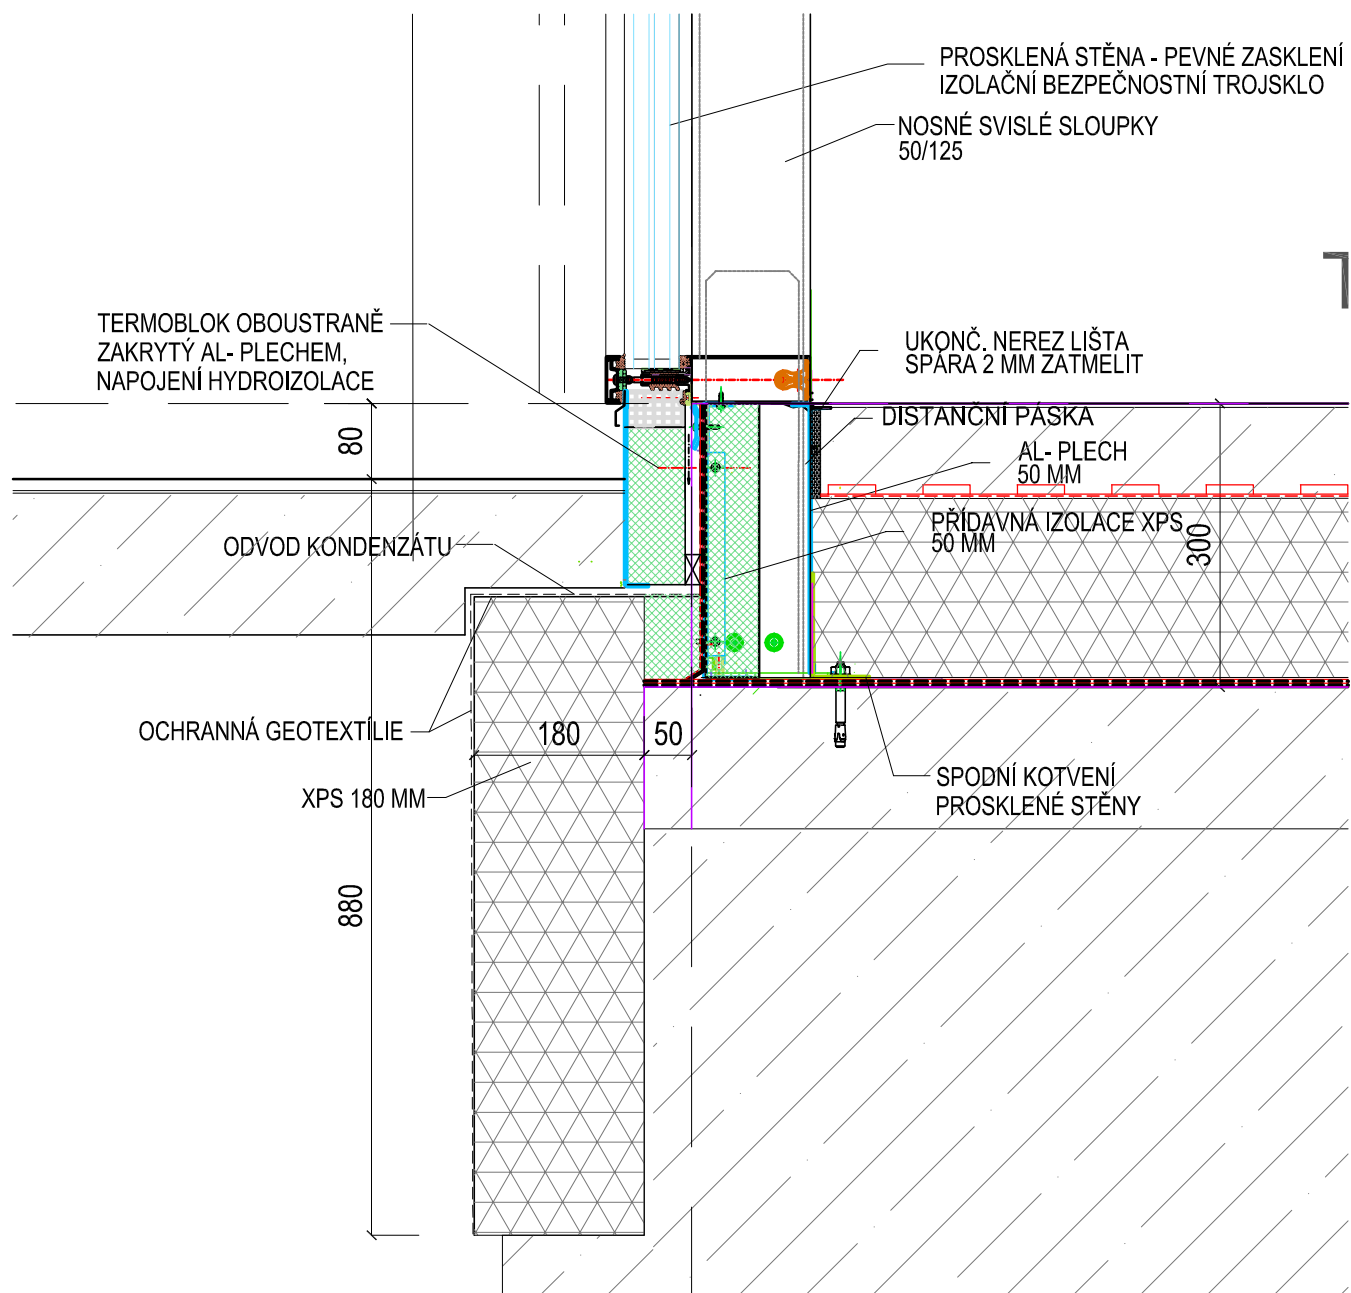 PROSKLENÁ STĚNA - PEVNÉ ZASKLENÍ
IZOLAČNÍ BEZPEČNOSTNÍ TROJSKLO
NOSNÉ SVISLÉ SLOUPKY
50/125
TERMOBLOK OBOUSTRANĚ
ZAKRYTÝ AL- PLECHEM,
NAPOJENÍ HYDROIZOLACE
UKONČ. NEREZ LIŠTA
SPÁRA 2 MM ZATMELIT
DISTANČNÍ PÁSKA
80
AL- PLECH
50 MM
PŘÍDAVNÁ IZOLACE XPS
50 MM
300
ODVOD KONDENZÁTU
OCHRANNÁ GEOTEXTÍLIE
180
50
XPS 180 MM
SPODNÍ KOTVENÍ
PROSKLENÉ STĚNY
880